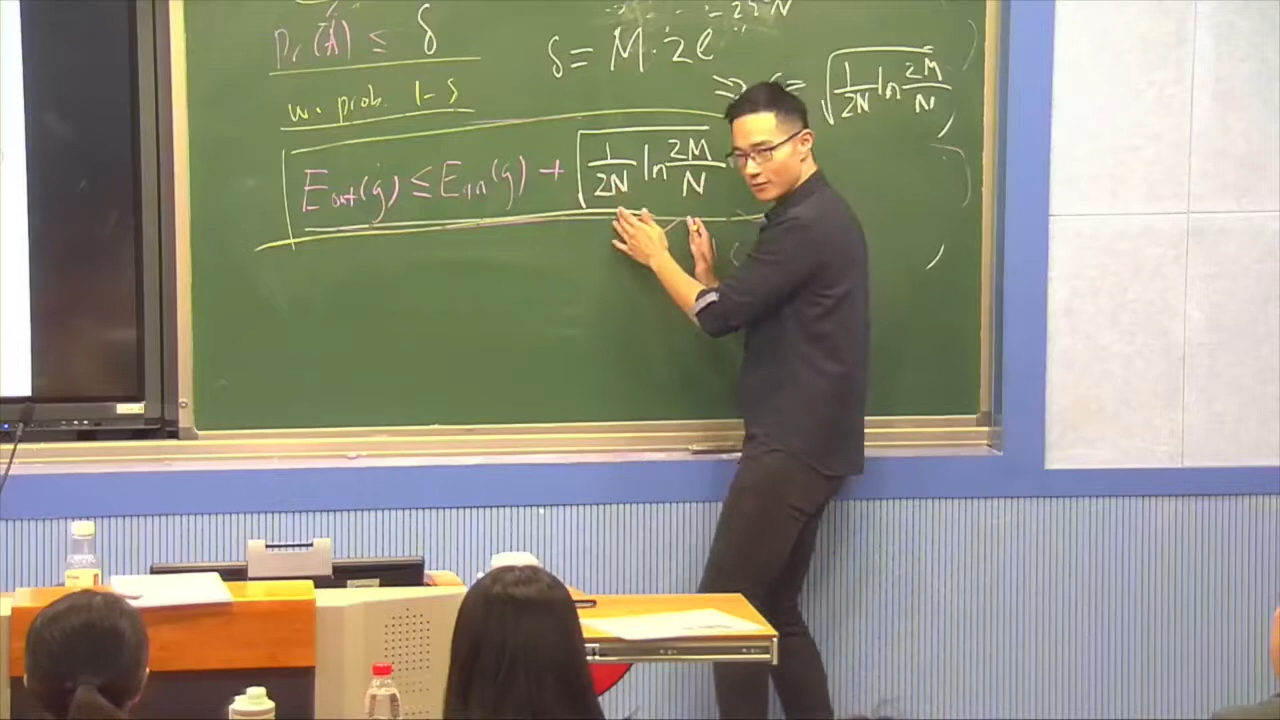 Pr(A) ≤ δ
δ = M·2e
w. prob. 1-δ
= √(1/2N ln 2M/N)
Eout(g) ≤ Ein(g) + √(1/2N ln 2M/N)